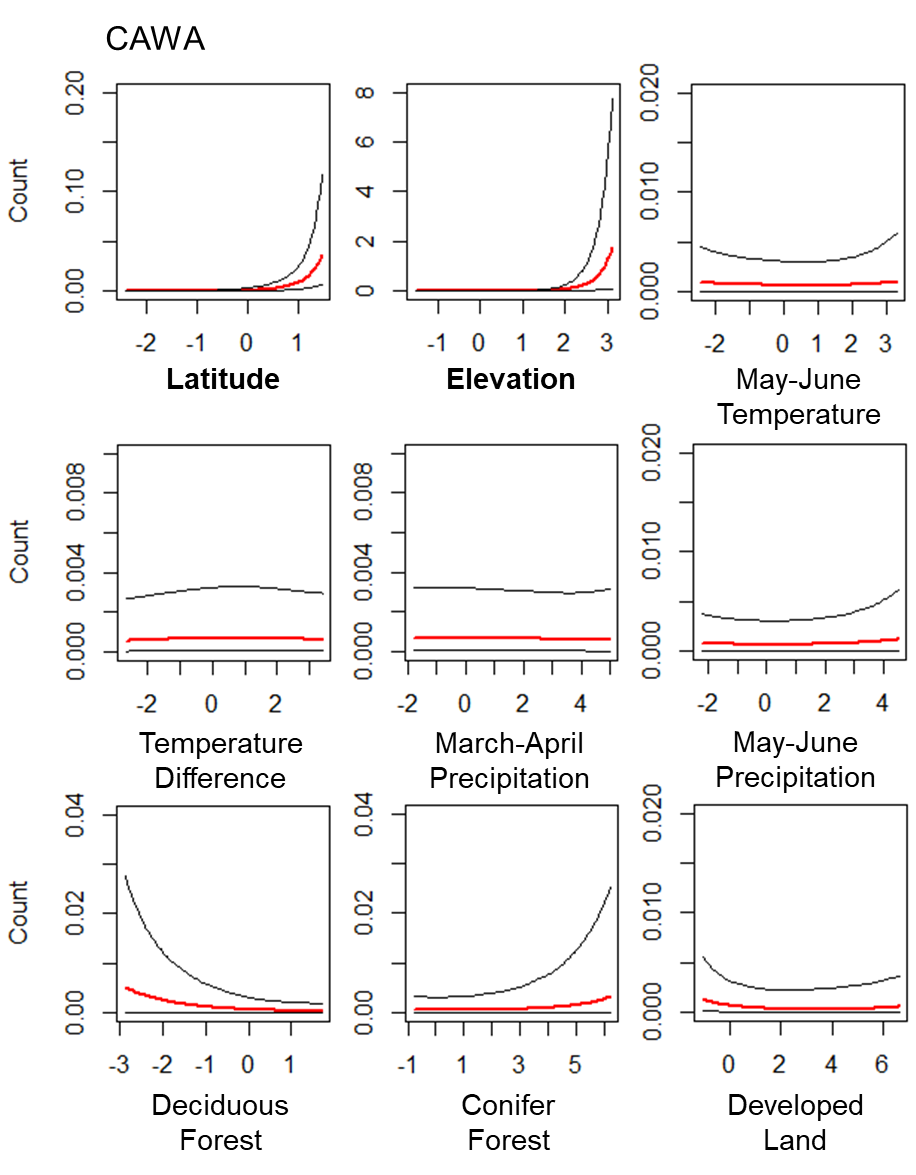 CAWA
Count
0.00 0.10 0.20
-2 -1 0 1
Latitude
0 2 4 6 8
-1 0 1 2 3
Elevation
0.000 0.010 0.020
-2 0 1 2 3
May-June
Temperature
Count
0.000 0.004 0.008
-2 0 2
Temperature
Difference
0.000 0.004 0.008
-2 0 2 4
March-April
Precipitation
0.000 0.010 0.020
-2 0 2 4
May-June
Precipitation
Count
0.00 0.02 0.04
-3 -2 -1 0 1
Deciduous
Forest
0.00 0.02 0.04
-1 1 3 5
Conifer
Forest
0.000 0.010 0.020
0 2 4 6
Developed
Land